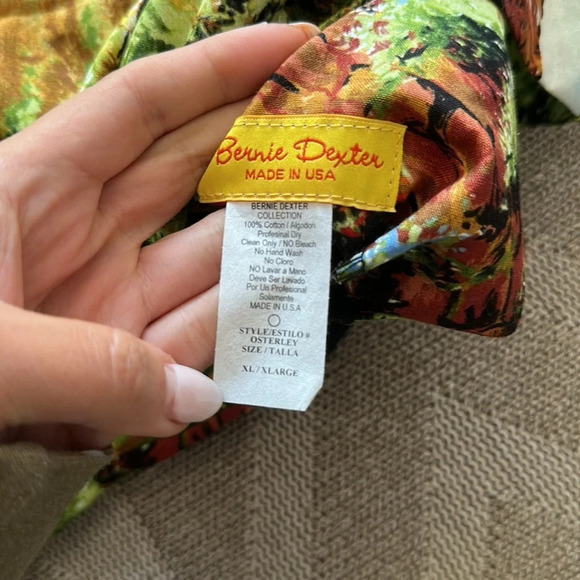 Bernie Dexter
MADE IN USA
BERNIE DEXTER
COLLECTION
100% Cotton / Algodon
Profesinal Dry
Clean Only / NO Bleach
No Hand Wash
No Cloro
NO Lavar a Mano
Deve Ser Lavado
Por Un Profesional
Solamente
MADE IN U.S.A
STYLE/ESTILO #
OSTERLEY
SIZE / TALLA
XL / XLARGE